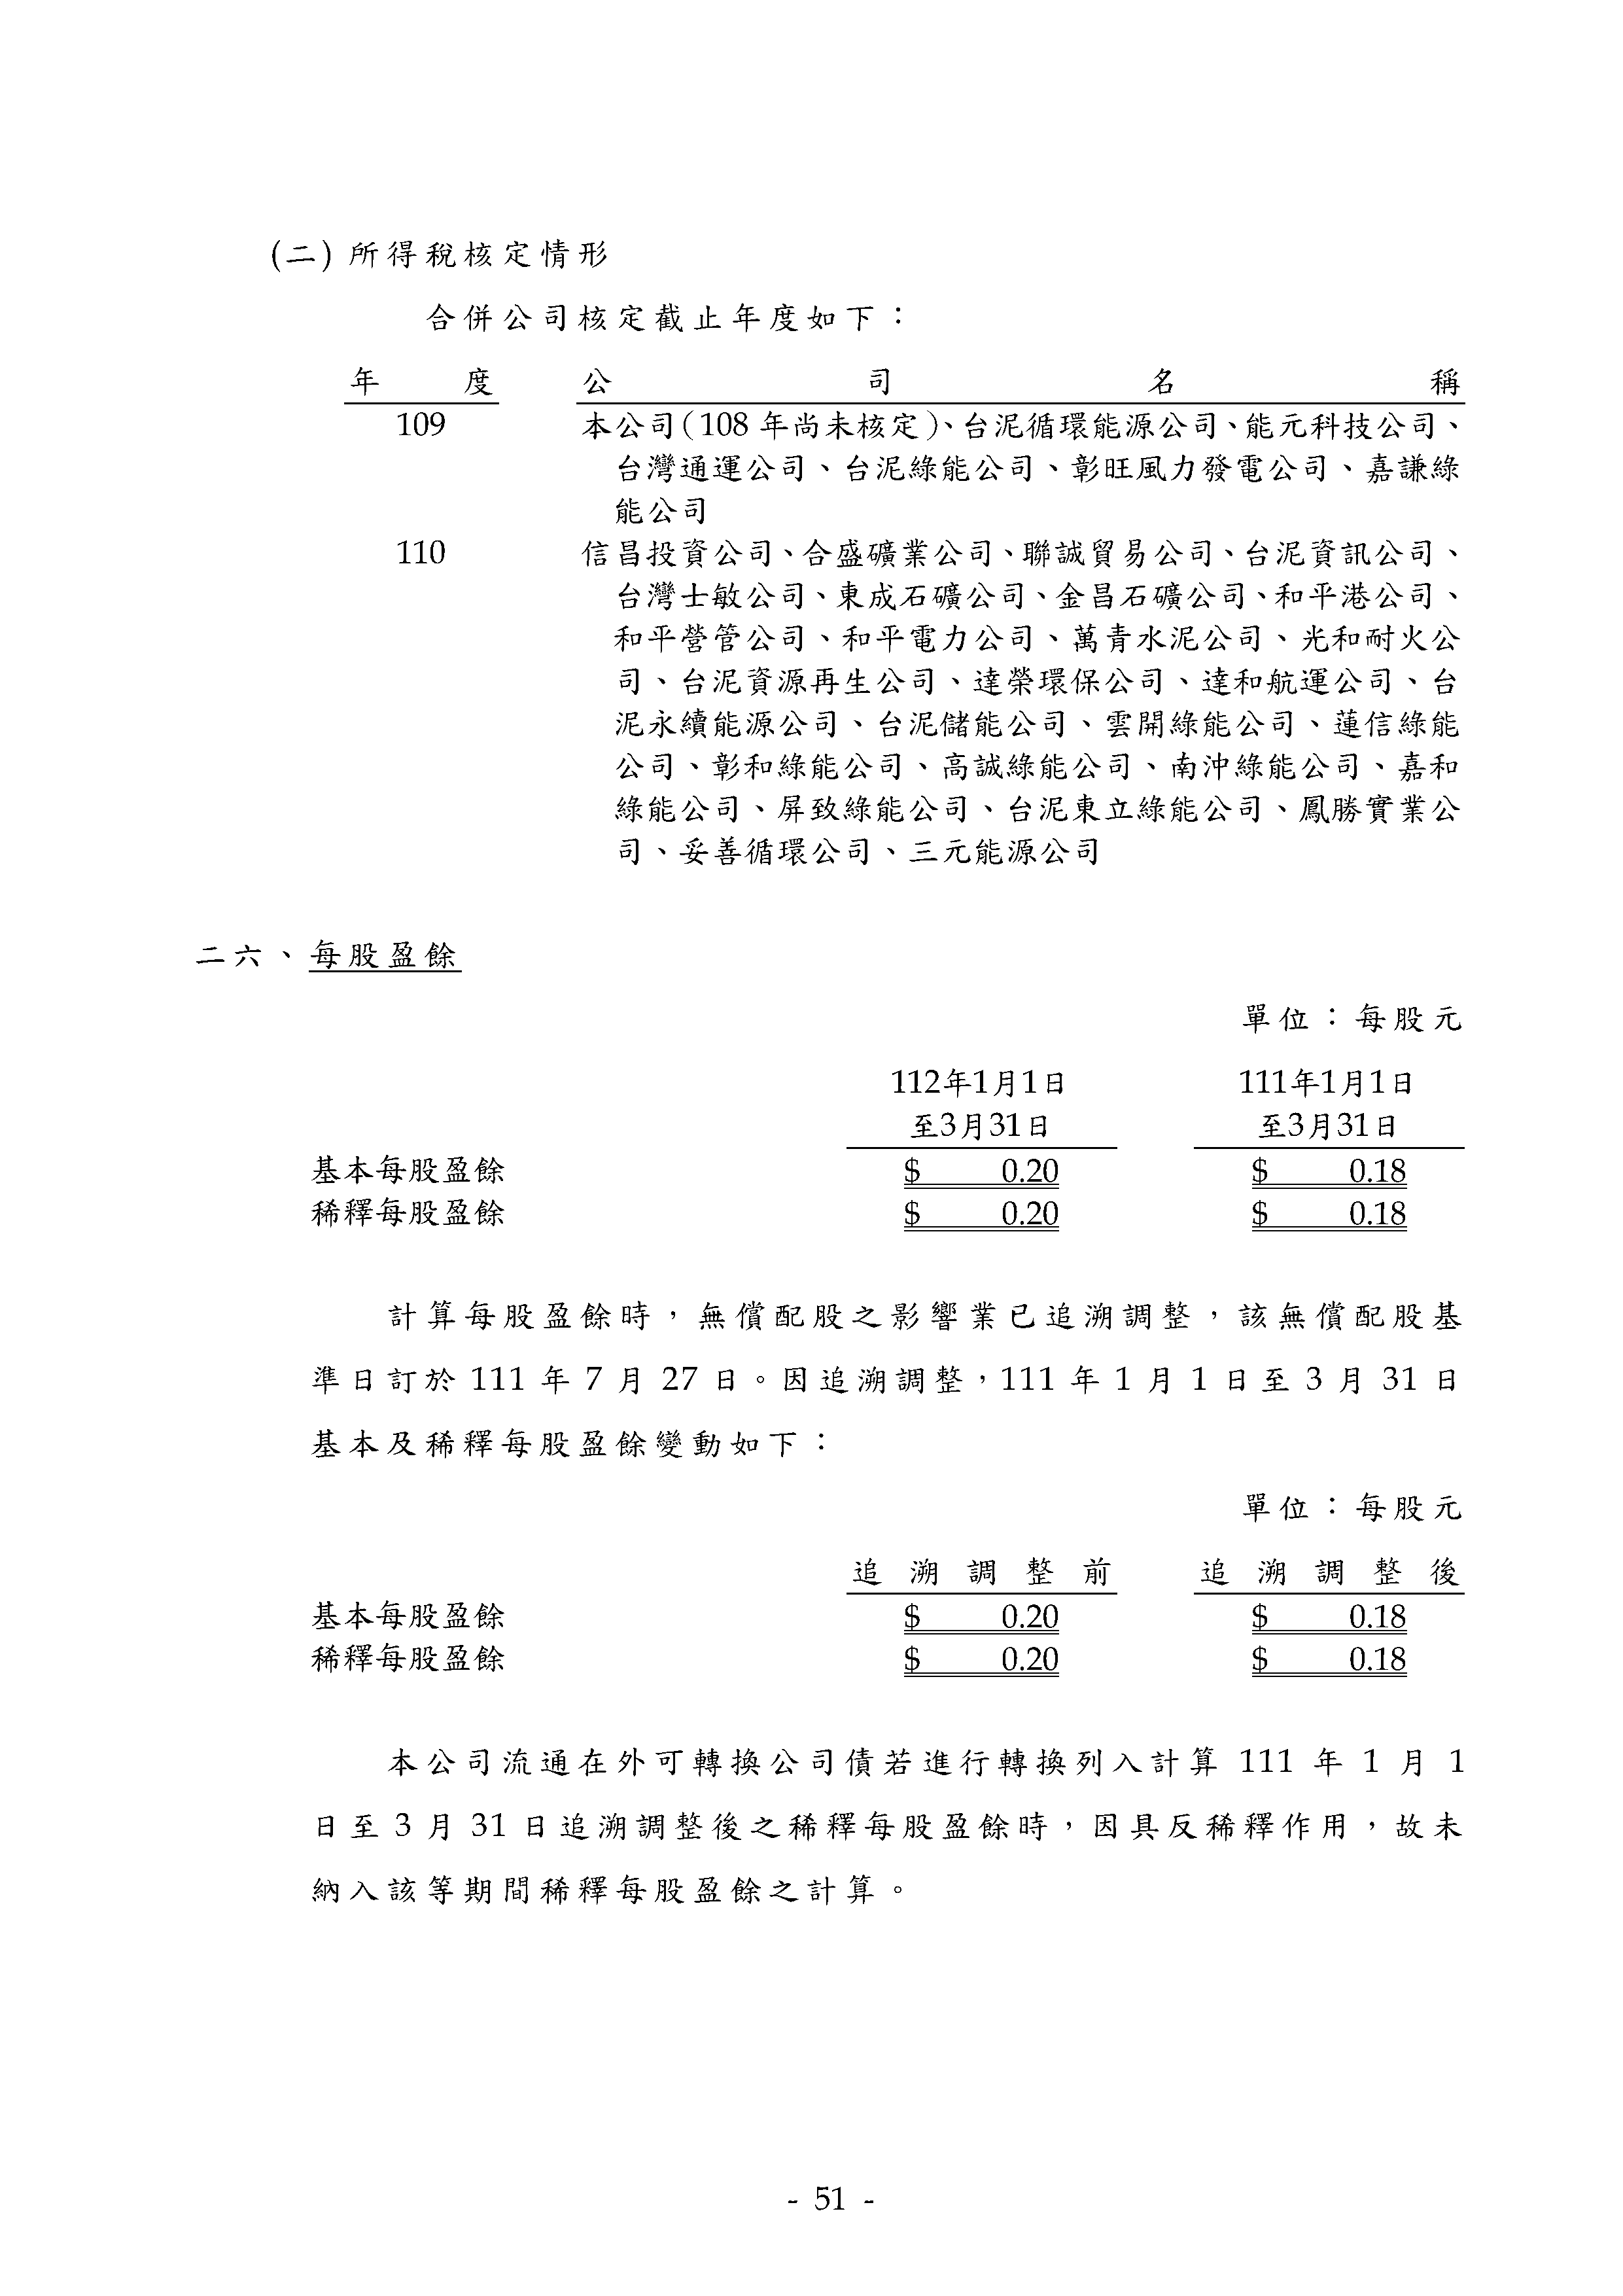 (二) 所得稅核定情形
合併公司核定截止年度如下：
年度 公司名稱
109 本公司（108 年尚未核定）、台泥循環能源公司、能元科技公司、
台灣通運公司、台泥綠能公司、彰旺風力發電公司、嘉謙綠
能公司
110 信昌投資公司、合盛礦業公司、聯誠貿易公司、台泥資訊公司、
台灣士敏公司、東成石礦公司、金昌石礦公司、和平港公司、
和平營管公司、和平電力公司、萬青水泥公司、光和耐火公
司、台泥資源再生公司、達榮環保公司、達和航運公司、台
泥永續能源公司、台泥儲能公司、雲開綠能公司、蓮信綠能
公司、彰和綠能公司、高誠綠能公司、南沖綠能公司、嘉和
綠能公司、屏致綠能公司、台泥東立綠能公司、鳳勝實業公
司、妥善循環公司、三元能源公司
二六、每股盈餘
單位：每股元
112年1月1日 111年1月1日
至3月31日 至3月31日
基本每股盈餘 $ 0.20 $ 0.18
稀釋每股盈餘 $ 0.20 $ 0.18
計算每股盈餘時，無償配股之影響業已追溯調整，該無償配股基
準日訂於 111 年 7 月 27 日。因追溯調整，111 年 1 月 1 日至 3 月 31 日
基本及稀釋每股盈餘變動如下：
單位：每股元
追溯調整前 追溯調整後
基本每股盈餘 $ 0.20 $ 0.18
稀釋每股盈餘 $ 0.20 $ 0.18
本公司流通在外可轉換公司債若進行轉換列入計算 111 年 1 月 1
日至 3 月 31 日追溯調整後之稀釋每股盈餘時，因具反稀釋作用，故未
納入該等期間稀釋每股盈餘之計算。
- 51 -